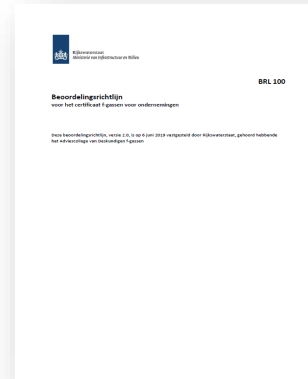 Rijkswaterstaat
Ministerie van Infrastructuur en Milieu
BRL 100
Beoordelingsrichtlijn
voor het certificaat f-gassen voor ondernemingen
Deze beoordelingsrichtlijn, versie 2.0, is op 6 juni 2019 vastgesteld door Rijkswaterstaat, gehoord hebbende
het Adviescollege van Deskundigen f-gassen